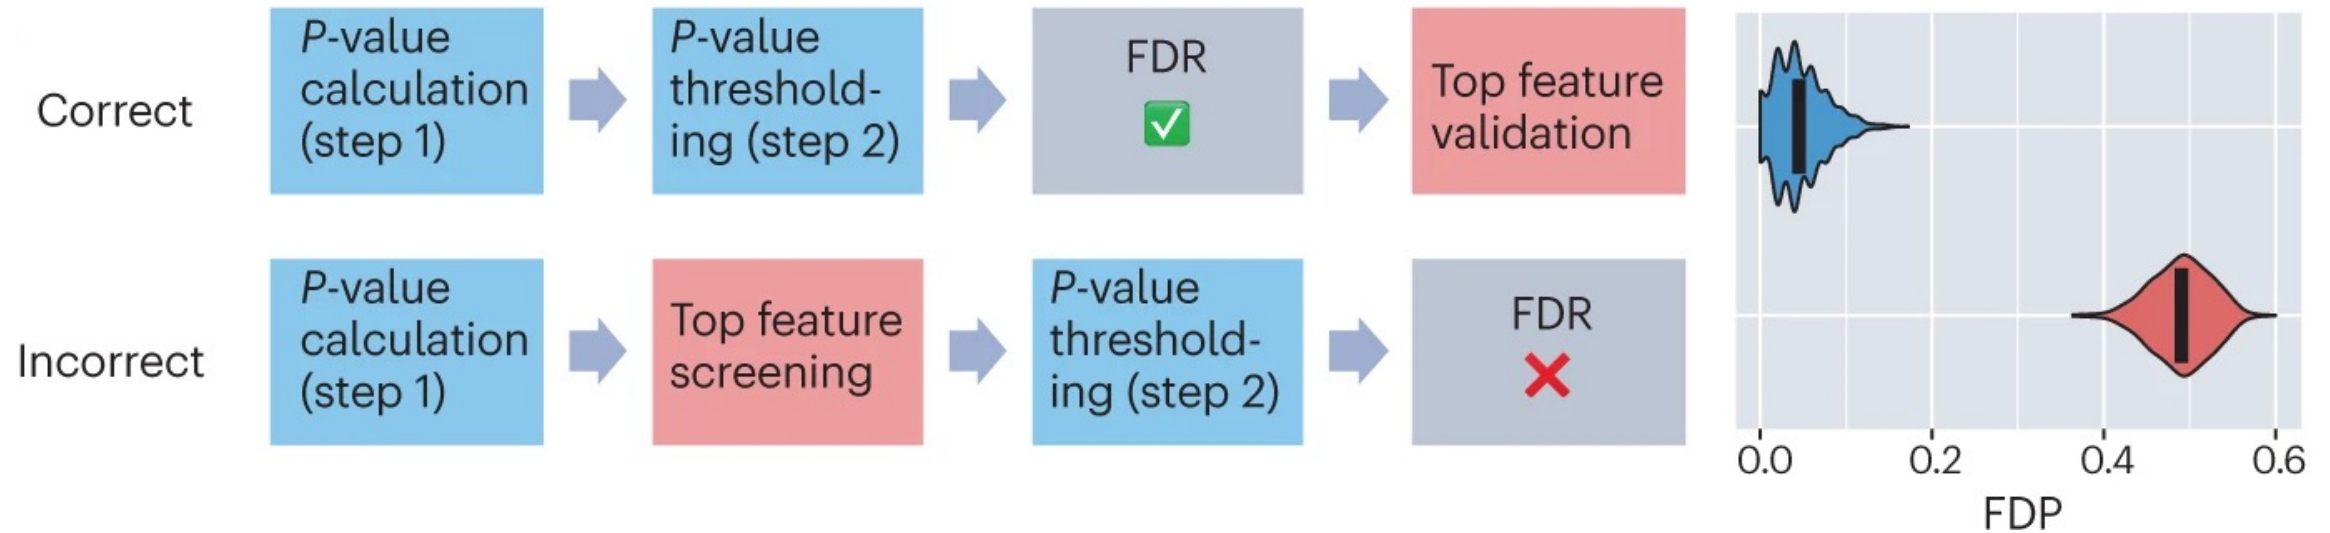 Correct
P-value
calculation
(step 1)
P-value
threshold-
ing (step 2)
FDR
Top feature
validation
Incorrect
P-value
calculation
(step 1)
Top feature
screening
P-value
threshold-
ing (step 2)
FDR
0.0 0.2 0.4 0.6
FDP